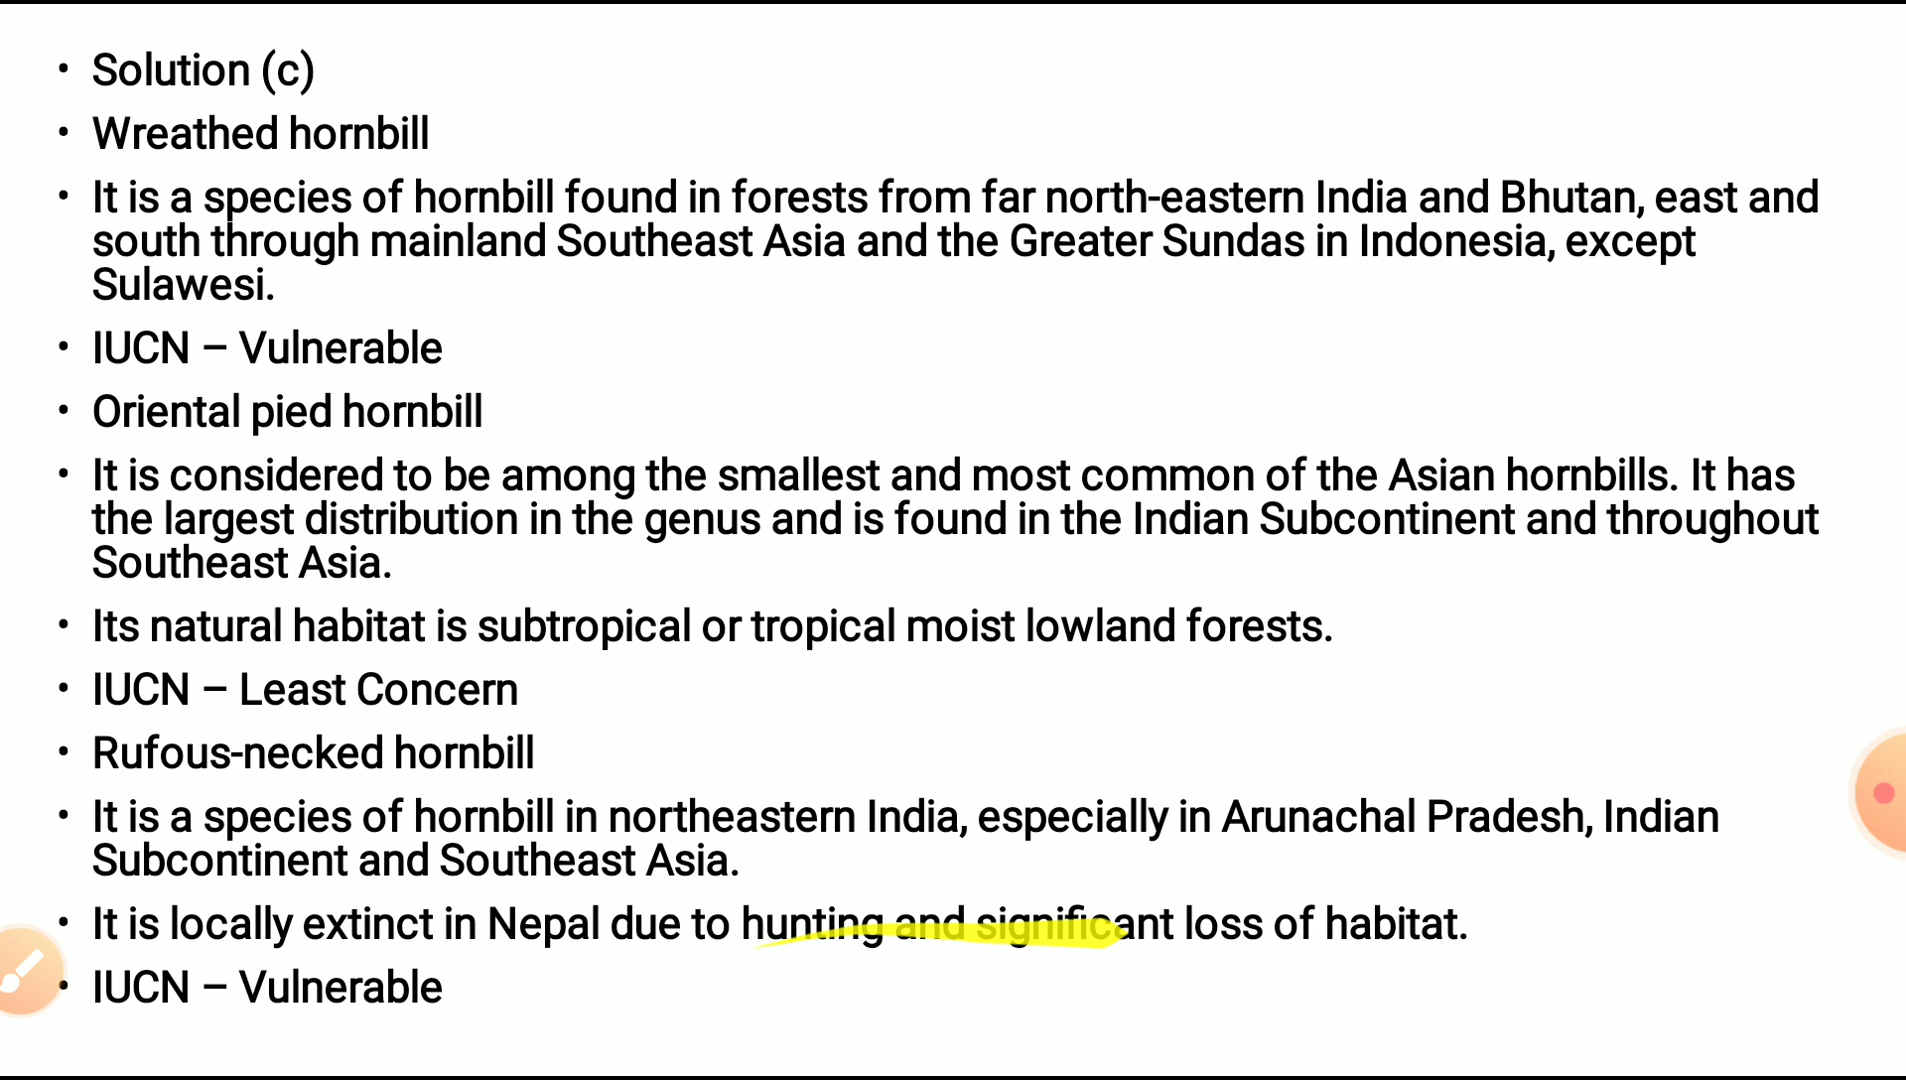 • Solution (c)
• Wreathed hornbill
• It is a species of hornbill found in forests from far north-eastern India and Bhutan, east and
south through mainland Southeast Asia and the Greater Sundas in Indonesia, except
Sulawesi.
• IUCN – Vulnerable
• Oriental pied hornbill
• It is considered to be among the smallest and most common of the Asian hornbills. It has
the largest distribution in the genus and is found in the Indian Subcontinent and throughout
Southeast Asia.
• Its natural habitat is subtropical or tropical moist lowland forests.
• IUCN – Least Concern
• Rufous-necked hornbill
• It is a species of hornbill in northeastern India, especially in Arunachal Pradesh, Indian
Subcontinent and Southeast Asia.
• It is locally extinct in Nepal due to hunting and significant loss of habitat.
• IUCN – Vulnerable